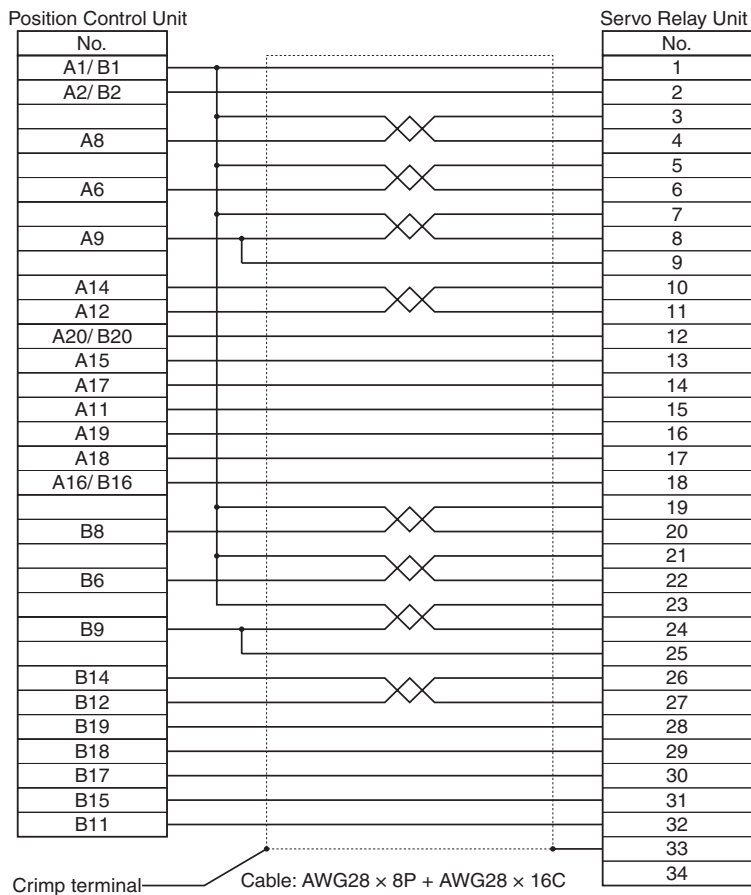 Position Control Unit Servo Relay Unit
No. No.
A1/ B1 1
A2/ B2 2
3
A8 4
5
A6 6
7
A9 8
9
A14 10
A12 11
A20/ B20 12
A15 13
A17 14
A11 15
A19 16
A18 17
A16/ B16 18
19
B8 20
21
B6 22
23
B9 24
25
B14 26
B12 27
B19 28
B18 29
B17 30
B15 31
B11 32
33
34
Crimp terminal Cable: AWG28 × 8P + AWG28 × 16C